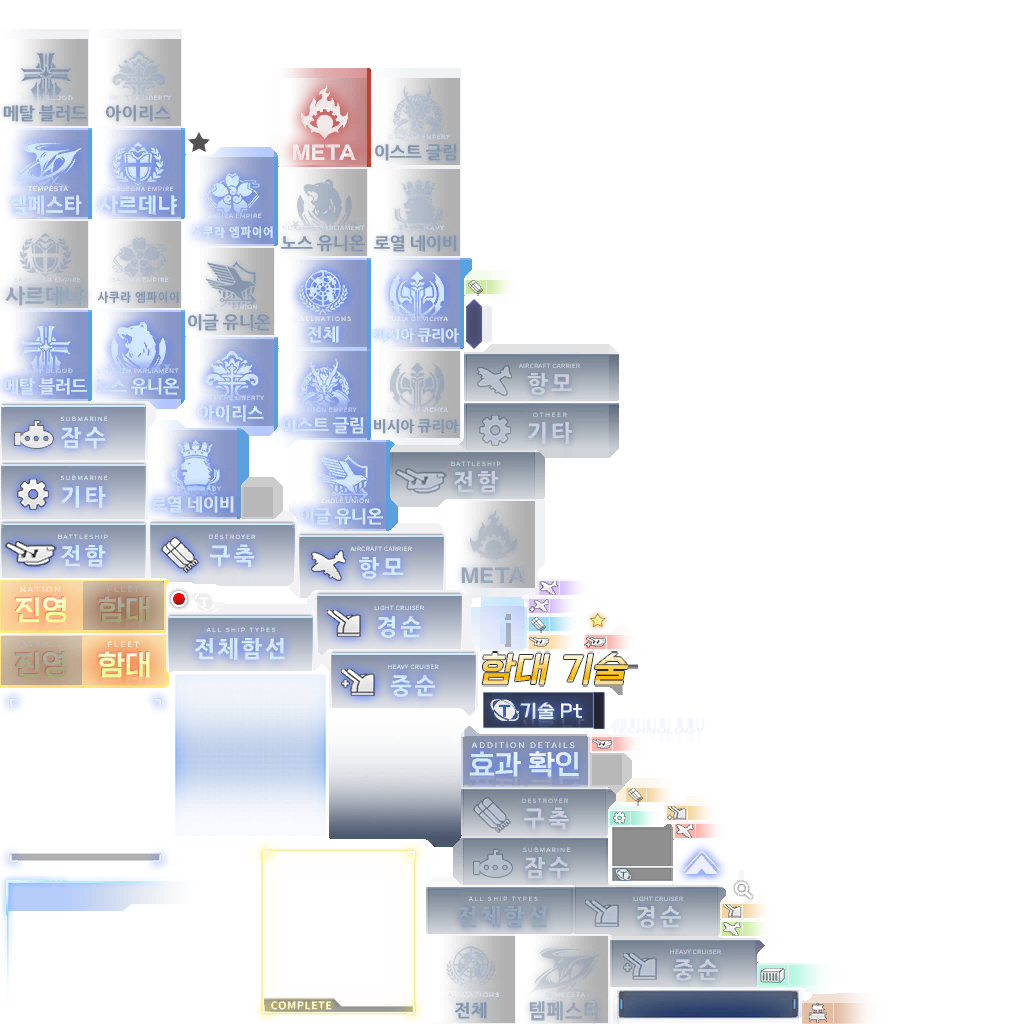 메탈 블러드
아이리스
META
이스트 글림
TEMPESTA
템페스타
사르데냐
사쿠라 엠파이어
노스 유니온
로열 네이비
사르데냐
사쿠라 엠파이어
이글 유니온
전체
비시아 큐리아
메탈 블러드
노스 유니온
아이리스
이스트 글림
비시아 큐리아
AIRCRAFT CARRIER
항모
OTHEER
기타
SUBMARINE
잠수
SUBMARINE
기타
로열 네이비
EAGLE UNION
이글 유니온
BATTLESHIP
전함
BATTLESHIP
전함
DESTROYER
구축
AIRCRAFT CARRIER
항모
META
NATION
진영
FLEET
함대
ALL SHIP TYPES
전체함선
LIGHT CRUISER
경순
i
진영
FLEET
함대
HEAVY CRUISER
중순
함대 기술
T 기술 Pt
TECHNOLOGY
ADDITION DETAILS
효과 확인
DESTROYER
구축
SUBMARINE
잠수
ALL SHIP TYPES
전체함선
LIGHT CRUISER
경순
HEAVY CRUISER
중순
전체
템페스타
COMPLETE